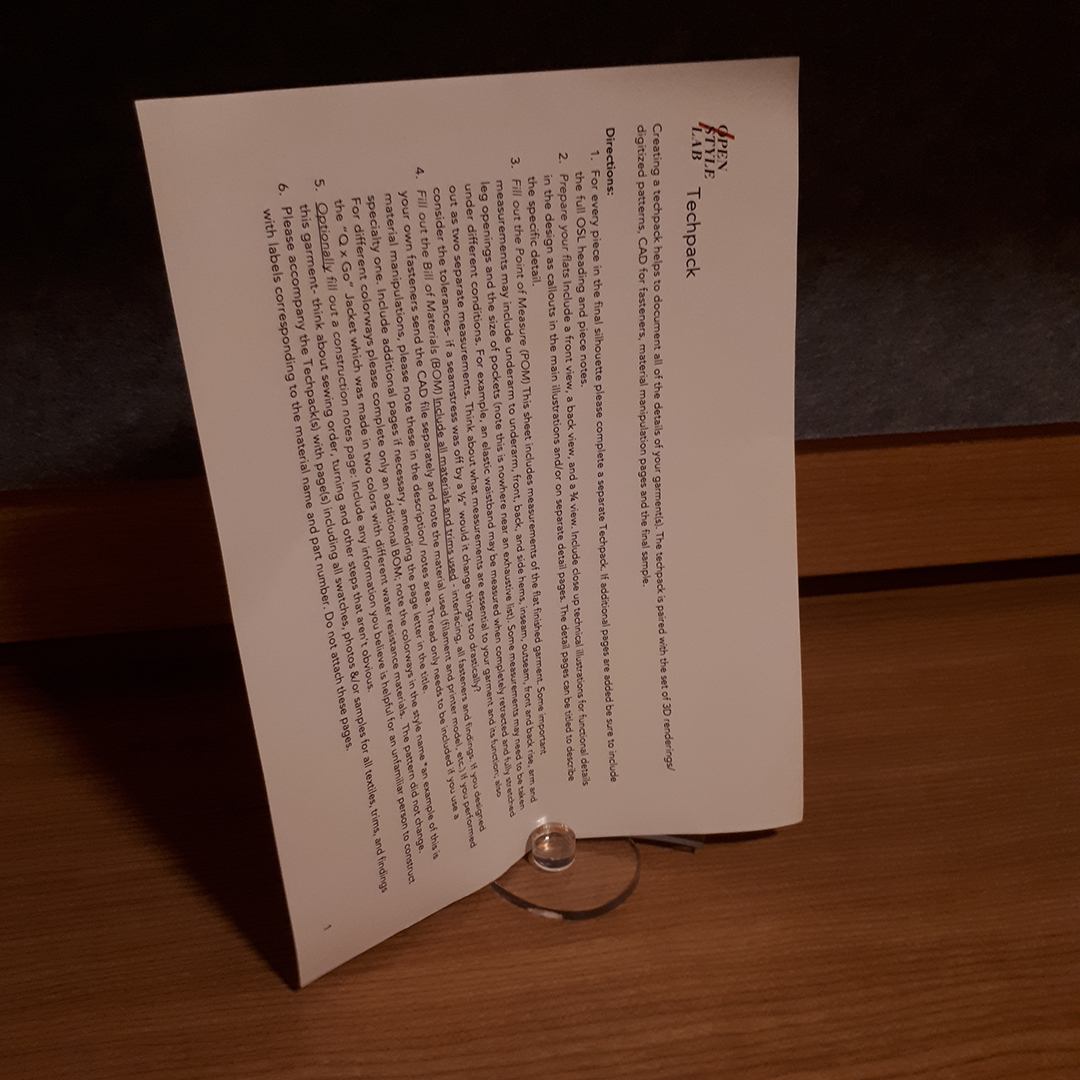 OPEN
STYLE
LAB
Techpack
Creating a techpack helps to document all of the details of your garment(s). The techpack is paired with the set of 3D renderings/
digitized patterns, CAD for fasteners, material manipulation pages and the final sample.
Directions:
1. For every piece in the final silhouette please complete a separate Techpack. If additional pages are added be sure to include
the full OSL heading and piece notes.
2. Prepare your flats Include a front view, a back view, and a ¾ view. Include close up technical illustrations for functional details
in the design as callouts in the main illustrations and/or on separate detail pages. The detail pages can be titled to describe
the specific detail.
3. Fill out the Point of Measure (POM) This sheet includes measurements of the flat finished garment. Some important
measurements may include underarm to underarm, front, back, and side hems, inseam, outseam, front and back rise, arm and
leg openings and the size of pockets (note this is nowhere near an exhaustive list). Some measurements may need to be taken
under different conditions. For example, an elastic waistband may be measured when completely retracted and fully stretched
out as two separate measurements. Think about what measurements are essential to your garment and its function, also
consider the tolerances- if a seamstress was off by a ½" would it change things too drastically?
4. Fill out the Bill of Materials (BOM) Include all materials and trims used - interfacing, all fasteners and findings. If you designed
your own fasteners send the CAD file separately and note the material used (filament and printer model, etc.) If you performed
material manipulations, please note these in the description/ notes area. Thread only needs to be included if you use a
specialty one. Include additional pages if necessary, amending the page letter in the title.
For different colorways please complete only an additional BOM; note the colorways in the style name *an example of this is
the "Q x Go" Jacket which was made in two colors with different water resistance materials. The pattern did not change.
5. Optionally fill out a construction notes page: Include any information you believe is helpful for an unfamiliar person to construct
this garment- think about sewing order, turning and other steps that aren't obvious.
6. Please accompany the Techpack(s) with page(s) including all swatches, photos &/or samples for all textiles, trims, and findings
with labels corresponding to the material name and part number. Do not attach these pages.
1